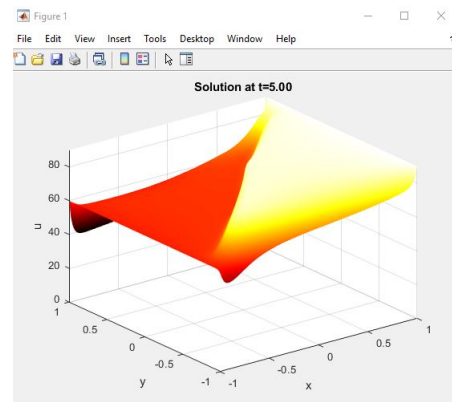 Figure 1
File Edit View Insert Tools Desktop Window Help
Solution at t=5.00
80
60
40
20
0
u
1
0.5
0
-0.5
-1
y
-1
-0.5
0
0.5
1
x